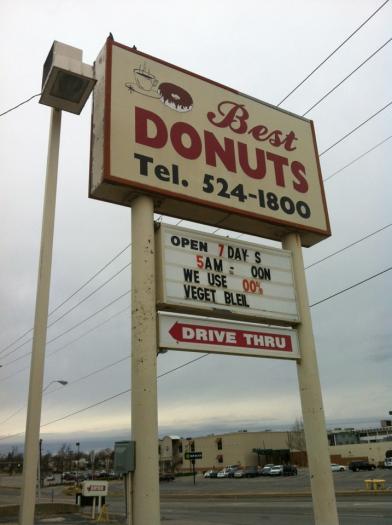 Best
DONUTS
Tel. 524-1800
OPEN 7 DAY S
5AM - OON
WE USE 00%
VEGET BLEIL
DRIVE THRU